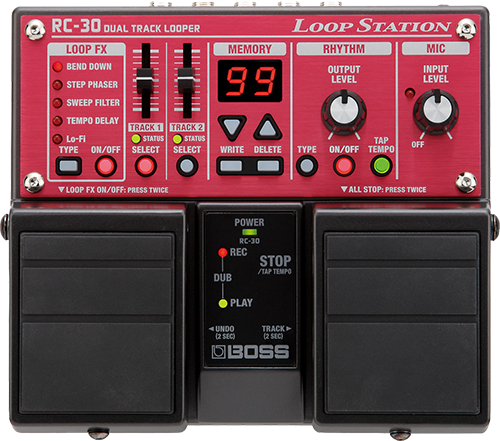 RC-30 DUAL TRACK LOOPER
LOOP STATION
LOOP FX
BEND DOWN
STEP PHASER
SWEEP FILTER
TEMPO DELAY
Lo-Fi
TYPE
ON/OFF
TRACK 1
STATUS
SELECT
TRACK 2
STATUS
SELECT
MEMORY
99
WRITE
DELETE
RHYTHM
OUTPUT
LEVEL
TYPE
ON/OFF
TAP
TEMPO
MIC
INPUT
LEVEL
OFF
▼LOOP FX ON/OFF: PRESS TWICE
▼ALL STOP: PRESS TWICE
POWER
RC-30
REC
DUB
PLAY
STOP
/TAP TEMPO
◄UNDO
(2 SEC)
TRACK►
(2 SEC)
BOSS